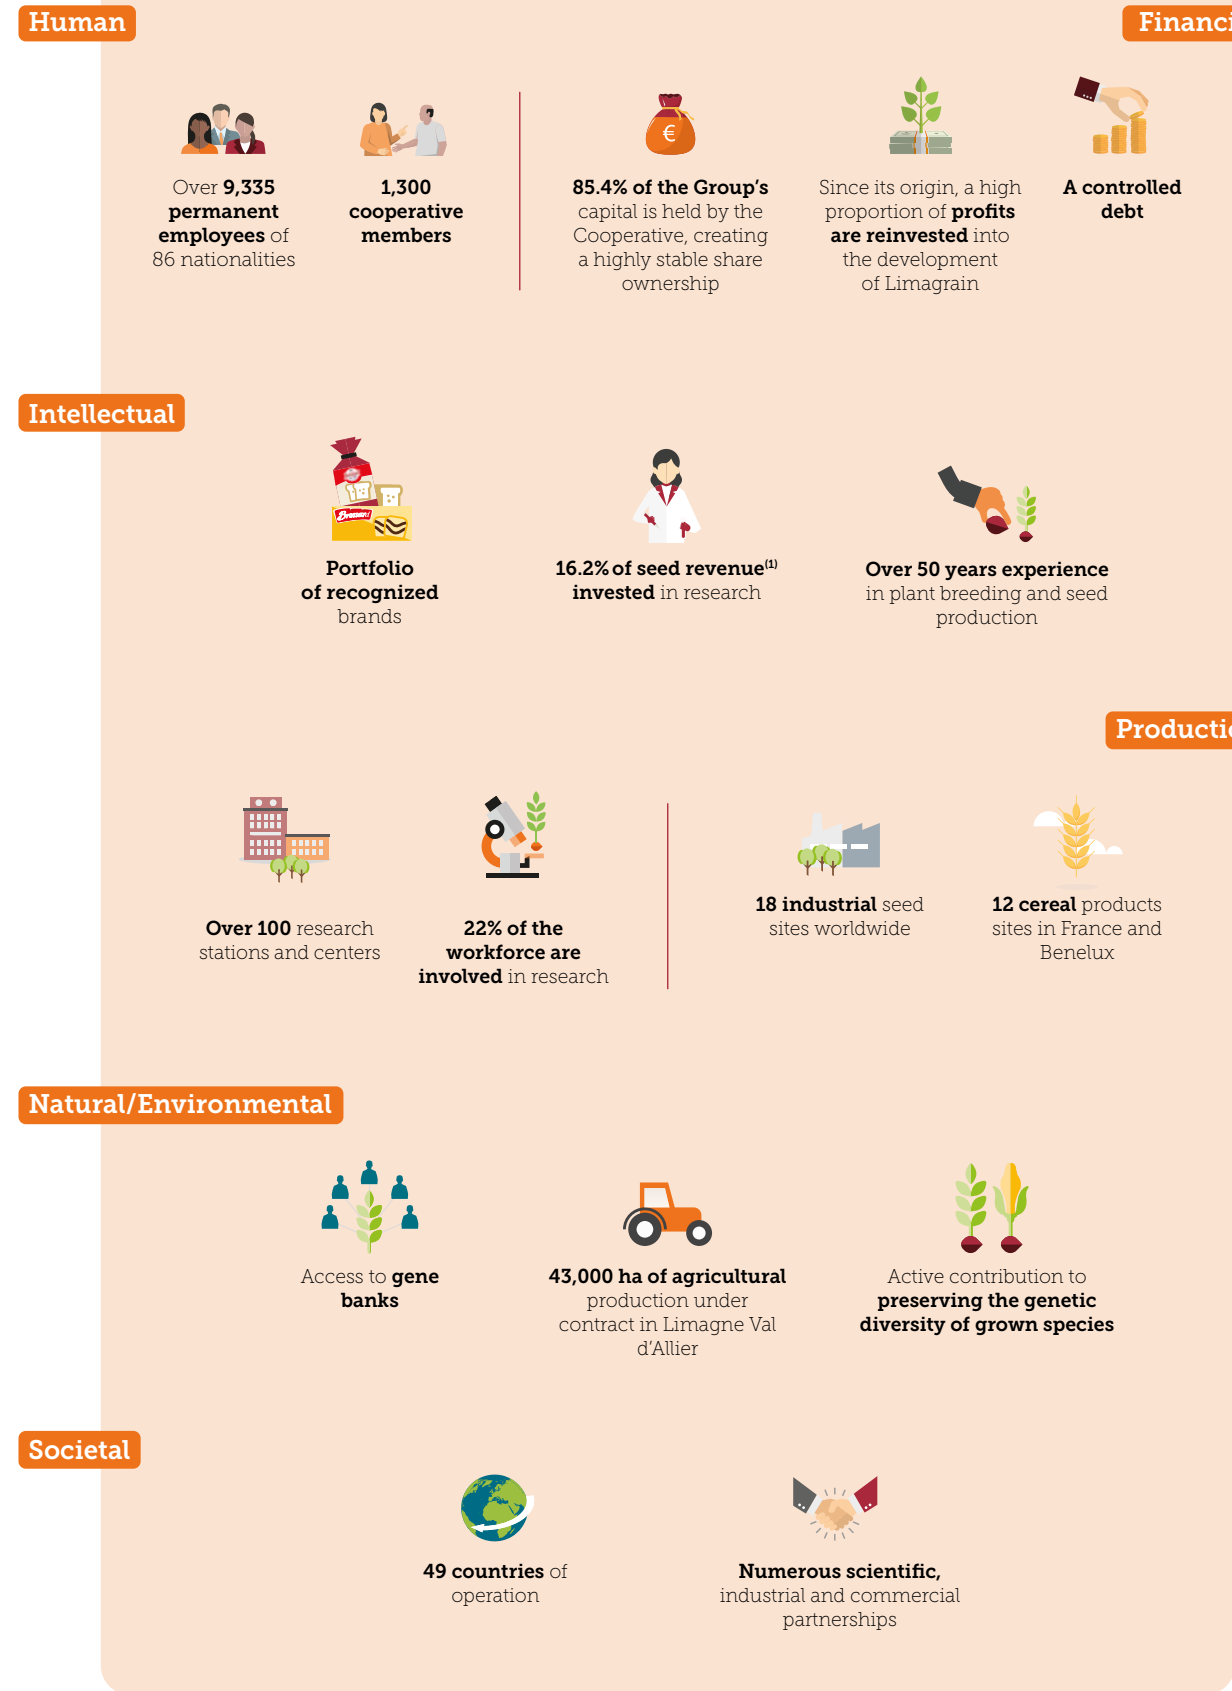 Human
Financi
Over 9,335
permanent
employees of
86 nationalities
1,300
cooperative
members
85.4% of the Group's
capital is held by the
Cooperative, creating
a highly stable share
ownership
Since its origin, a high
proportion of profits
are reinvested into
the development
of Limagrain
A controlled
debt
Intellectual
Portfolio
of recognized
brands
16.2% of seed revenue(1)
invested in research
Over 50 years experience
in plant breeding and seed
production
Producti
Over 100 research
stations and centers
22% of the
workforce are
involved in research
18 industrial seed
sites worldwide
12 cereal products
sites in France and
Benelux
Natural/Environmental
Access to gene
banks
43,000 ha of agricultural
production under
contract in Limagne Val
d'Allier
Active contribution to
preserving the genetic
diversity of grown species
Societal
49 countries of
operation
Numerous scientific,
industrial and commercial
partnerships